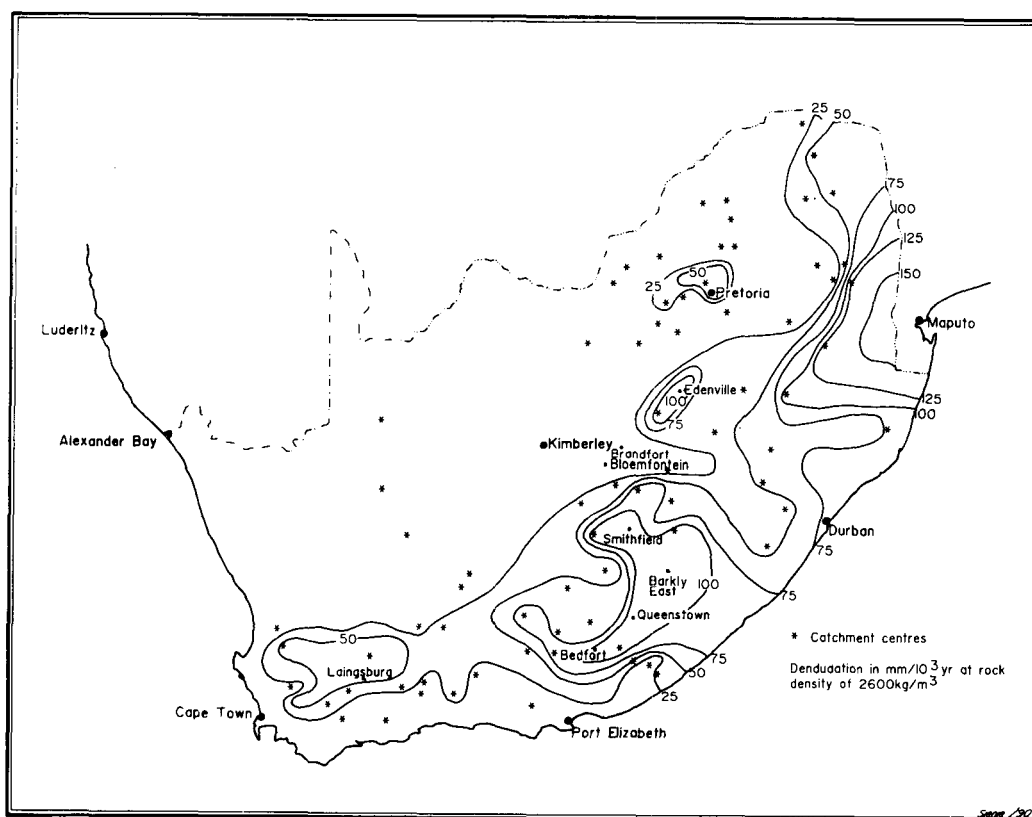 25
50
75
100
125
150
50
25
Pretoria
Maputo
Luderitz
Edenville
100
75
125
100
Alexander Bay
Kimberley
Brandfort
Bloemfontein
Durban
75
Smithfield
Barkly
East
100
75
Queenstown
50
Bedfort
75
50
25
Laingsburg
* Catchment centres
Dendudation in mm/10³ yr at rock
density of 2600kg/m³
Cape Town
Port Elizabeth